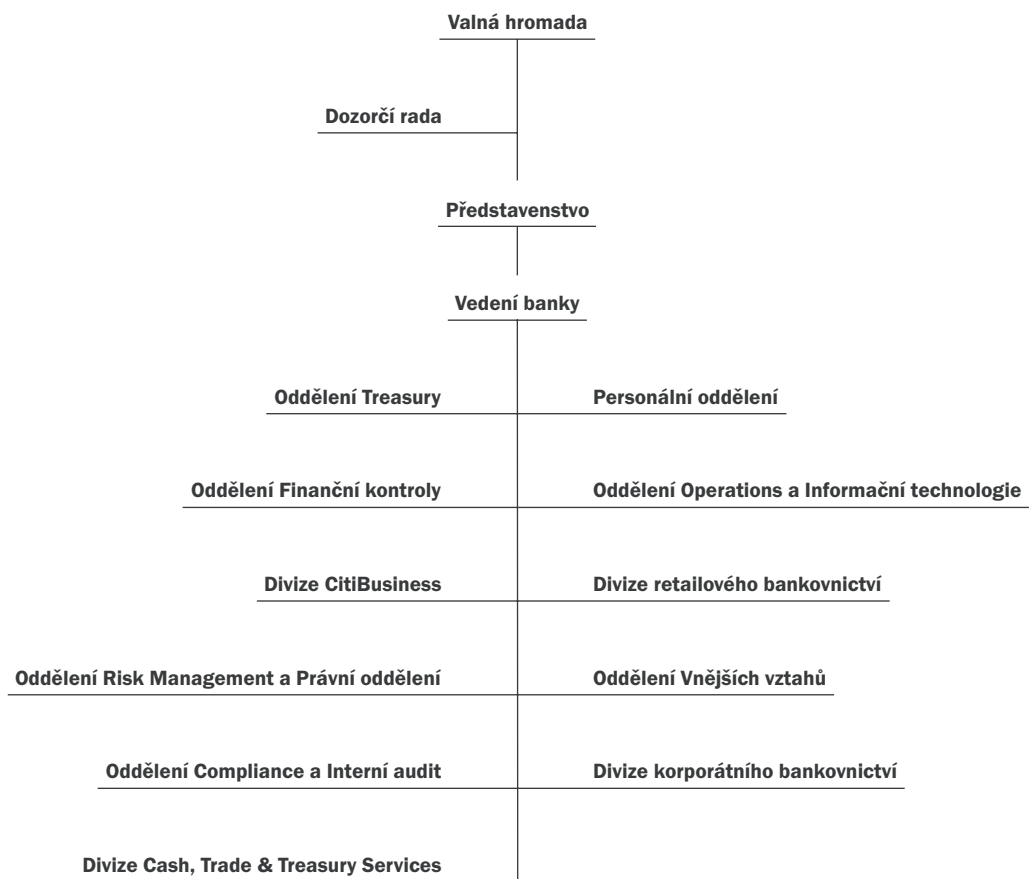 Valná hromada
Dozorčí rada
Představenstvo
Vedení banky
Oddělení Treasury
Personální oddělení
Oddělení Finanční kontroly
Oddělení Operations a Informační technologie
Divize CitiBusiness
Divize retailového bankovnictví
Oddělení Risk Management a Právní oddělení
Oddělení Vnějších vztahů
Oddělení Compliance a Interní audit
Divize korporátního bankovnictví
Divize Cash, Trade & Treasury Services